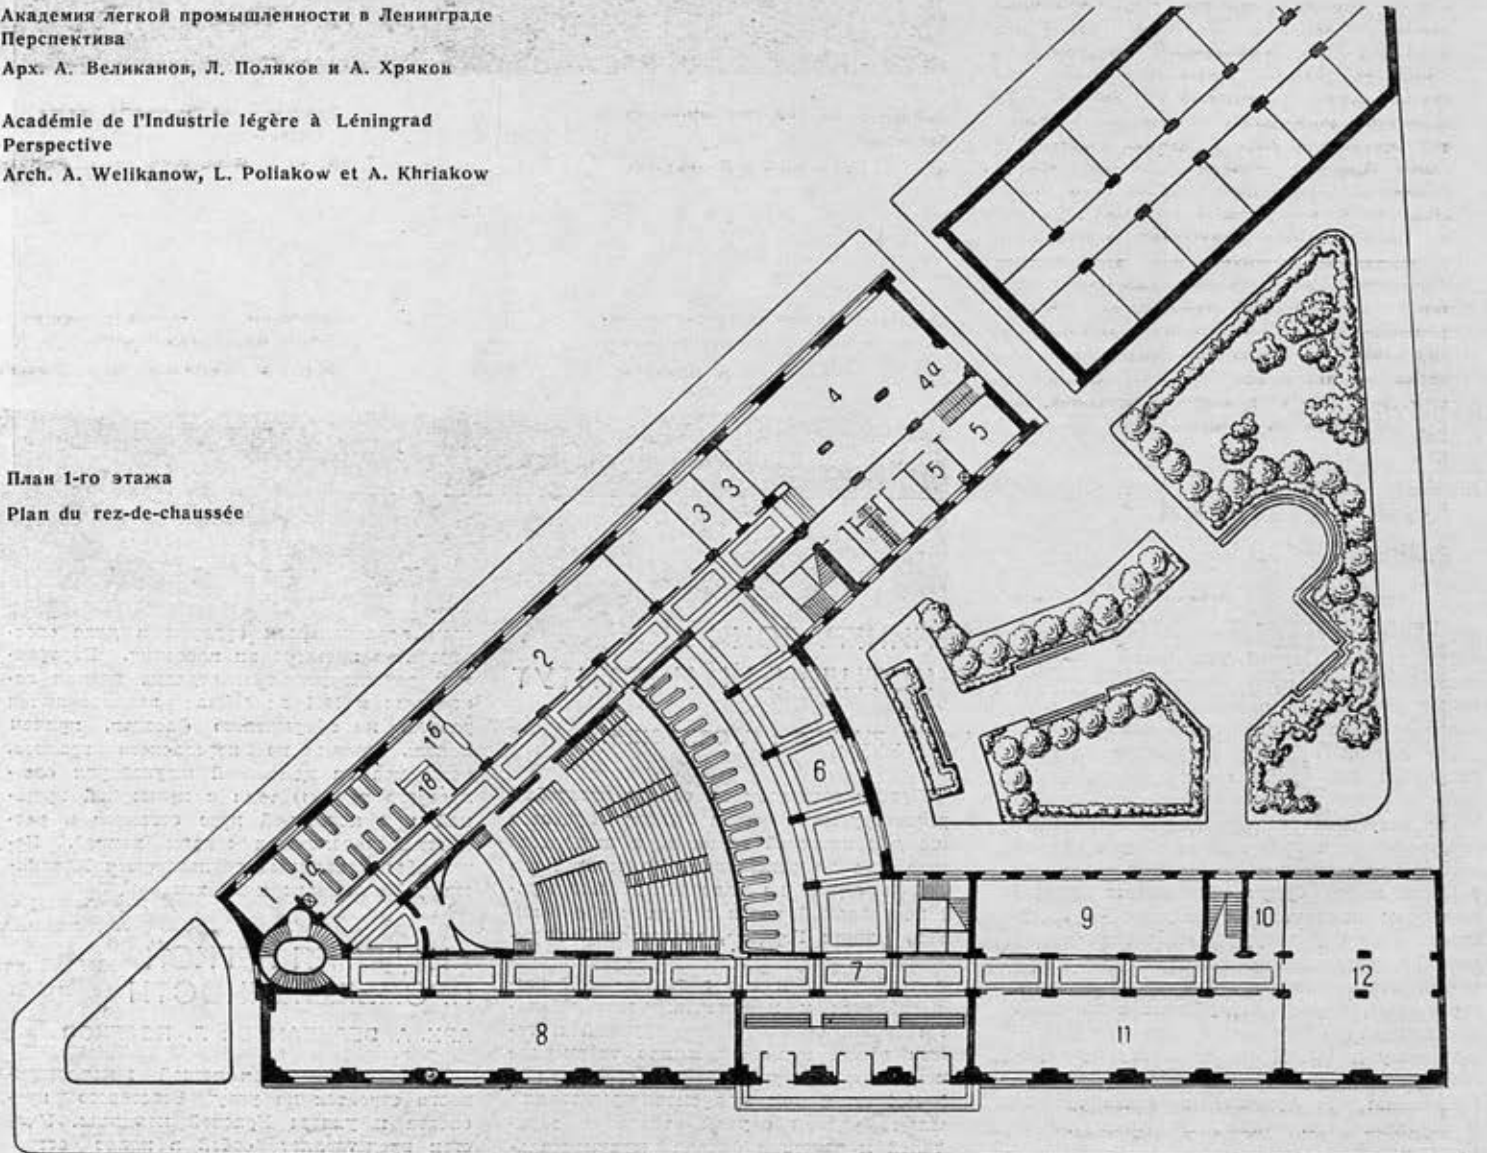 Академия легкой промышленности в Ленинграде
Перспектива
Арх. А. Великанов, Л. Поляков и А. Хряков
Académie de l'Industrie légère à Léningrad
Perspective
Arch. A. Welikanow, L. Poliakow et A. Khriakow
План 1-го этажа
Plan du rez-de-chaussée
4
4а
5
5
3
3
2
1б
1в
1а
1
6
7
8
9
10
11
12